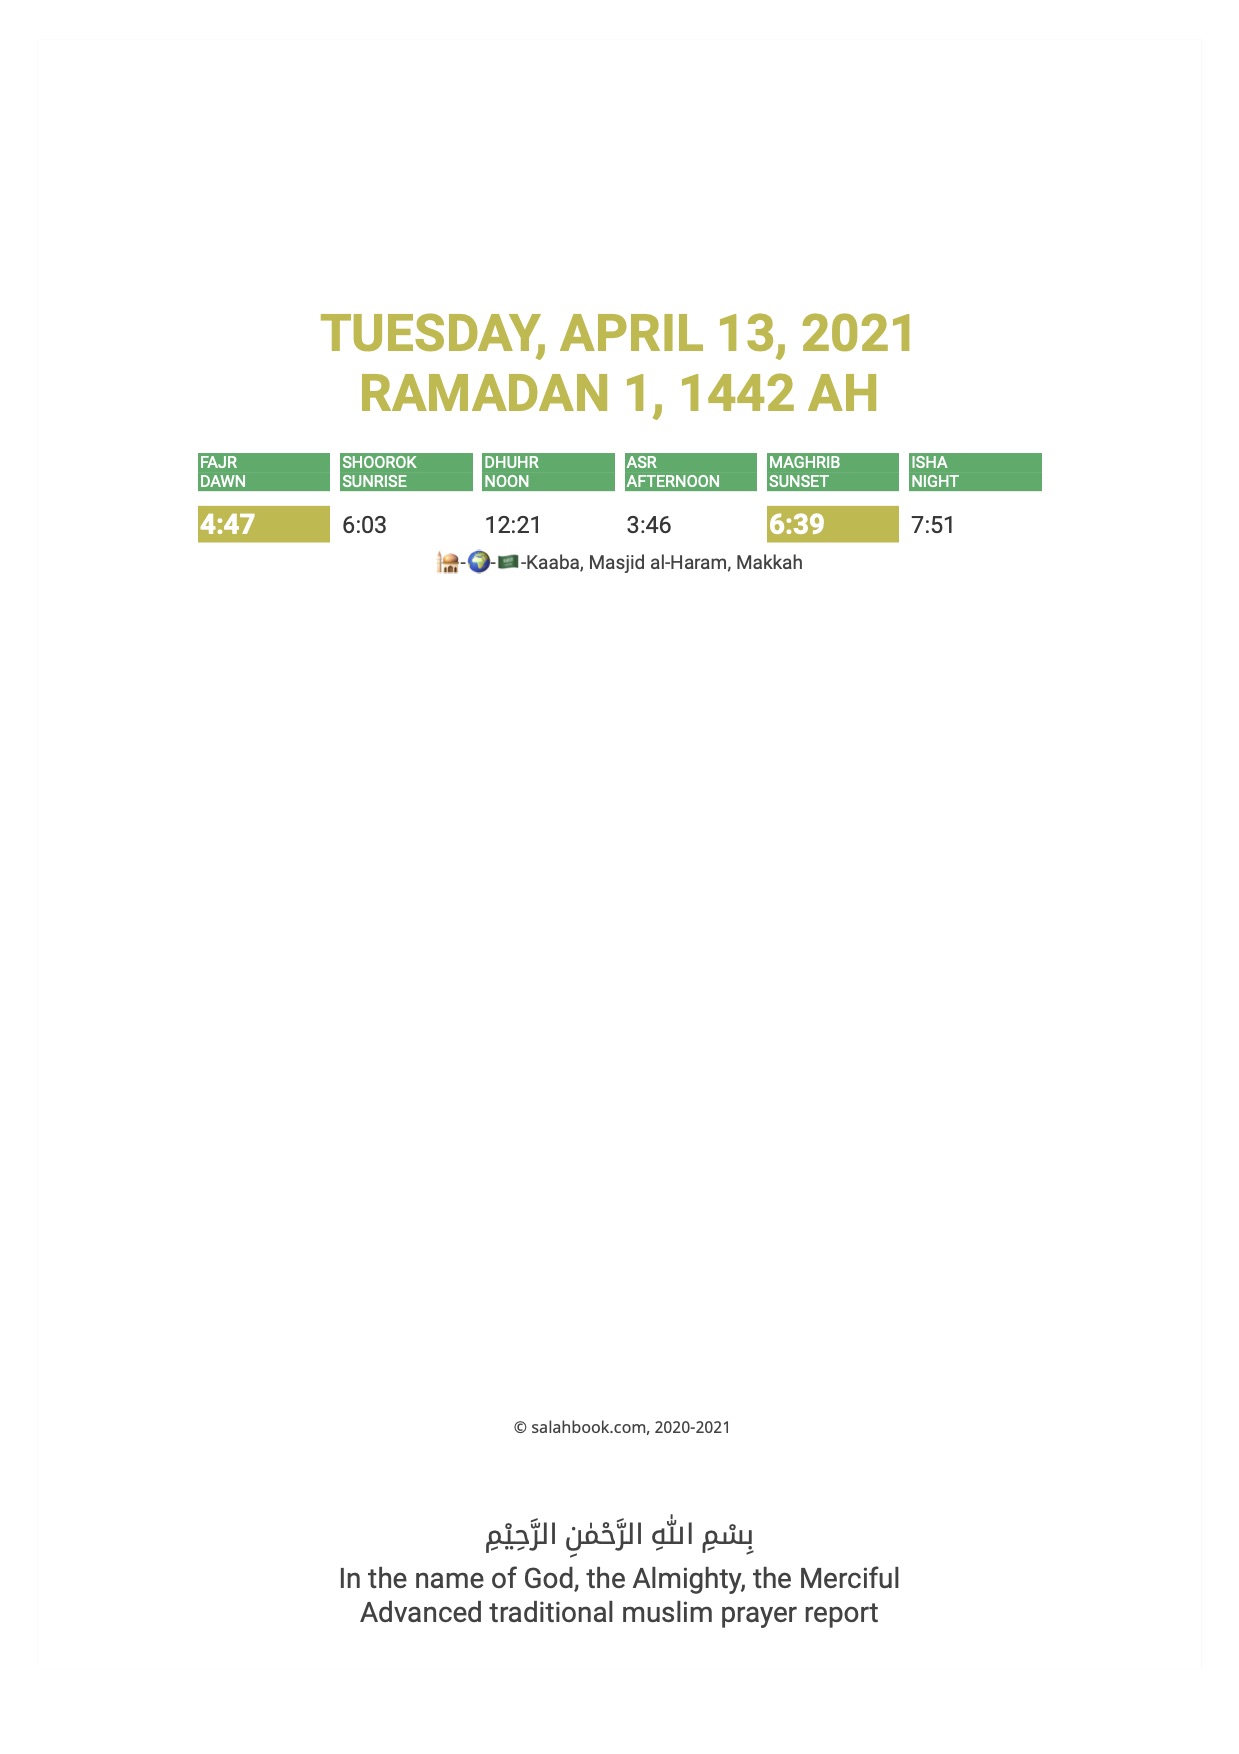 TUESDAY, APRIL 13, 2021
RAMADAN 1, 1442 AH
FAJR SHOOROK DHUHR ASR MAGHRIB ISHA
DAWN SUNRISE NOON AFTERNOON SUNSET NIGHT
4:47 6:03 12:21 3:46 6:39 7:51
🕌-🌍-🇸🇦-Kaaba, Masjid al-Haram, Makkah
© salahbook.com, 2020-2021
بِسْمِ اللّٰهِ الرَّحْمٰنِ الرَّحِيْمِ
In the name of God, the Almighty, the Merciful
Advanced traditional muslim prayer report